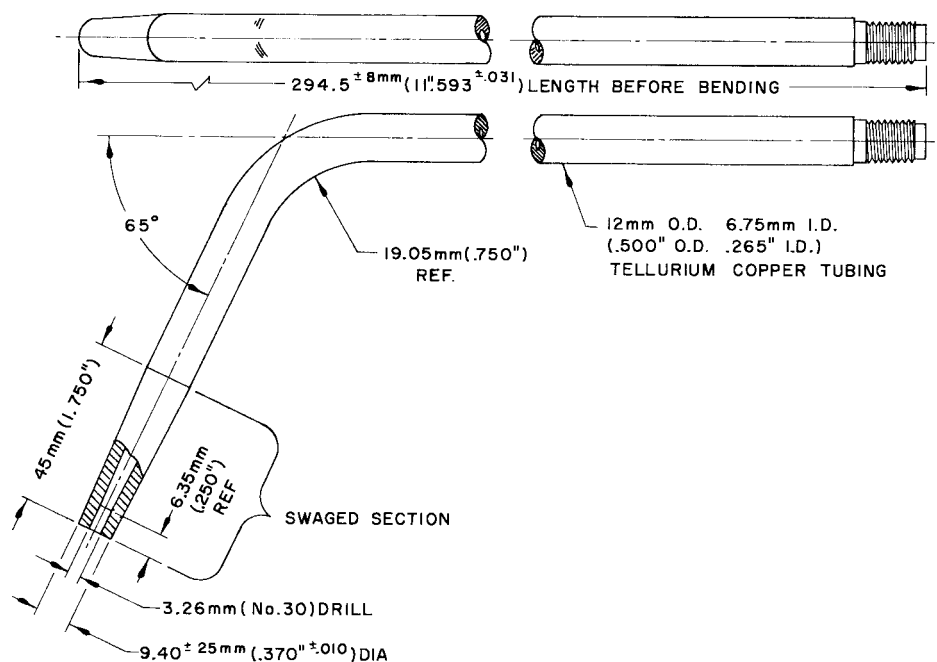 294.5 ±8mm (11".593 ±.031) LENGTH BEFORE BENDING
65°
12mm O.D. 6.75mm I.D.
(.500" O.D. .265" I.D.)
TELLURIUM COPPER TUBING
19.05mm (.750")
REF.
45mm (1.750")
6.35mm
(.250")
REF
SWAGED SECTION
3.26mm (No.30) DRILL
9.40 ± 25mm (.370" ±.010) DIA